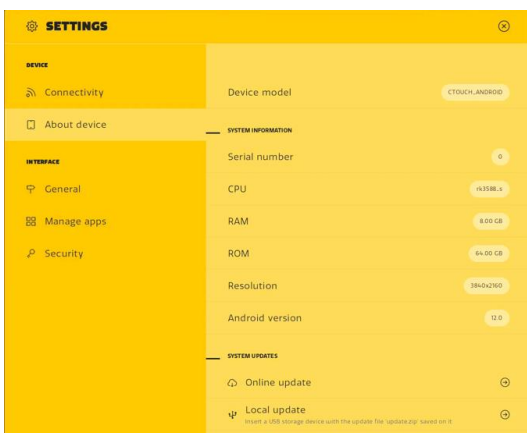 SETTINGS
DEVICE
Connectivity
About device
INTERFACE
General
Manage apps
Security
Device model
CTOUCH_ANDROID
SYSTEM INFORMATION
Serial number
0
CPU
rk3588_s
RAM
8.00 GB
ROM
64.00 GB
Resolution
3840x2160
Android version
12.0
SYSTEM UPDATES
Online update
Local update
Insert a USB storage device with the update file 'update.zip' saved on it